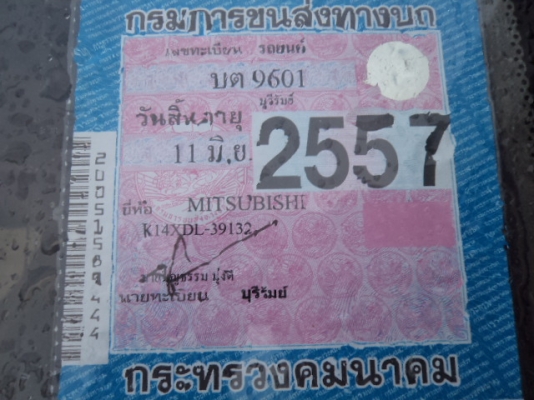 กรมการขนส่งทางบก
เลขทะเบียน รถยนต์
บต 9601
บุรีรัมย์
วันสิ้นอายุ
11 มิ.ย. 2557
ยี่ห้อ MITSUBISHI
K14XDL-39132
นายทะเบียน บุรีรัมย์
กระทรวงคมนาคม